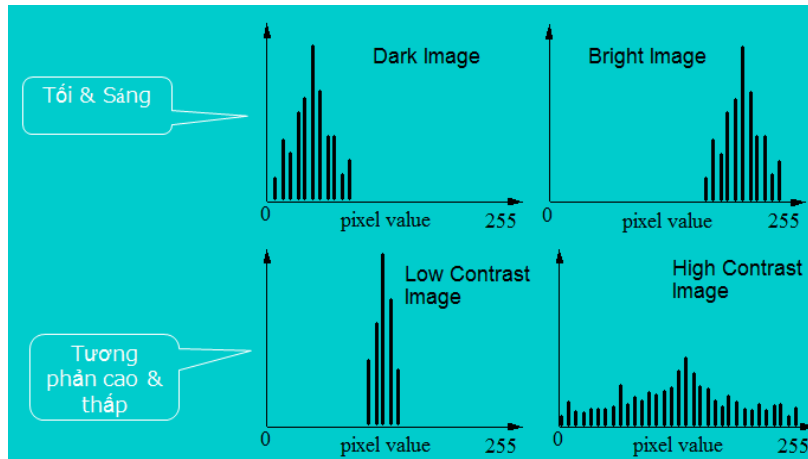 Tối & Sáng
Dark Image
0
pixel value
255
Bright Image
0
pixel value
255
Tương
phản cao &
thấp
Low Contrast
Image
0
pixel value
255
High Contrast
Image
0
pixel value
255